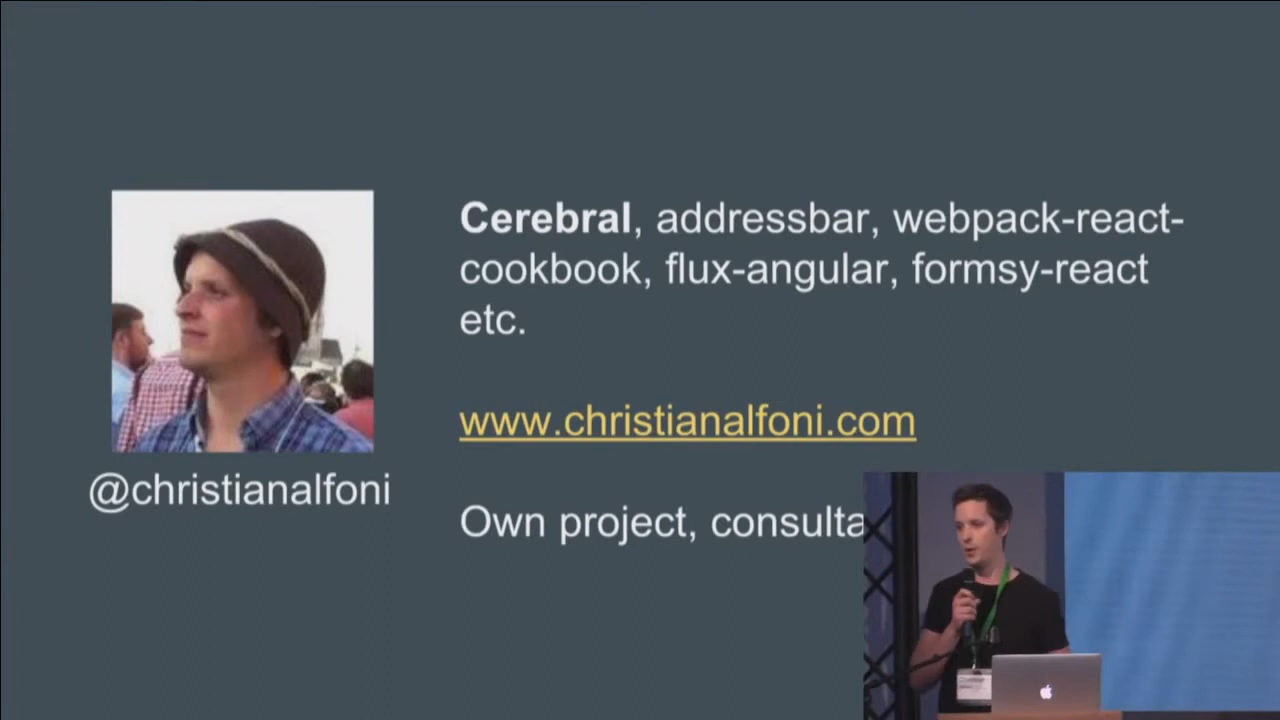 Cerebral, addressbar, webpack-react-
cookbook, flux-angular, formsy-react
etc.
www.christianalfoni.com
@christianalfoni
Own project, consulta